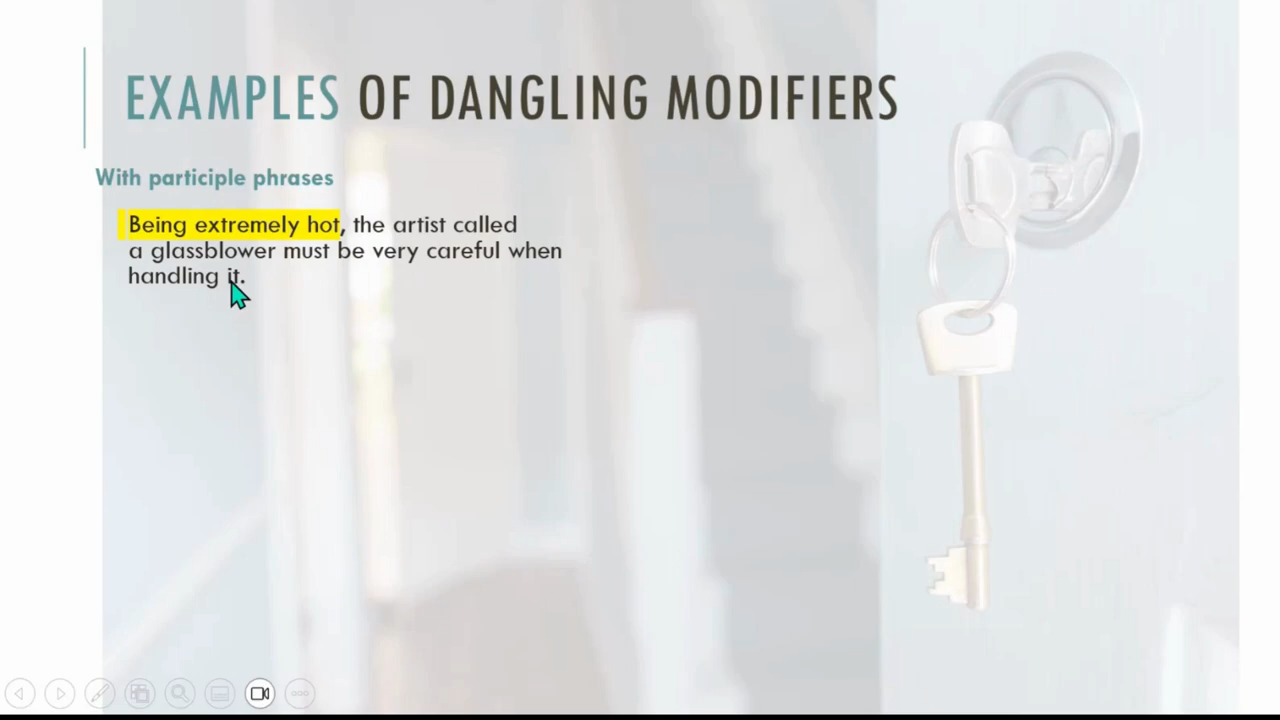 EXAMPLES OF DANGLING MODIFIERS
With participle phrases
Being extremely hot, the artist called
a glassblower must be very careful when
handling it.